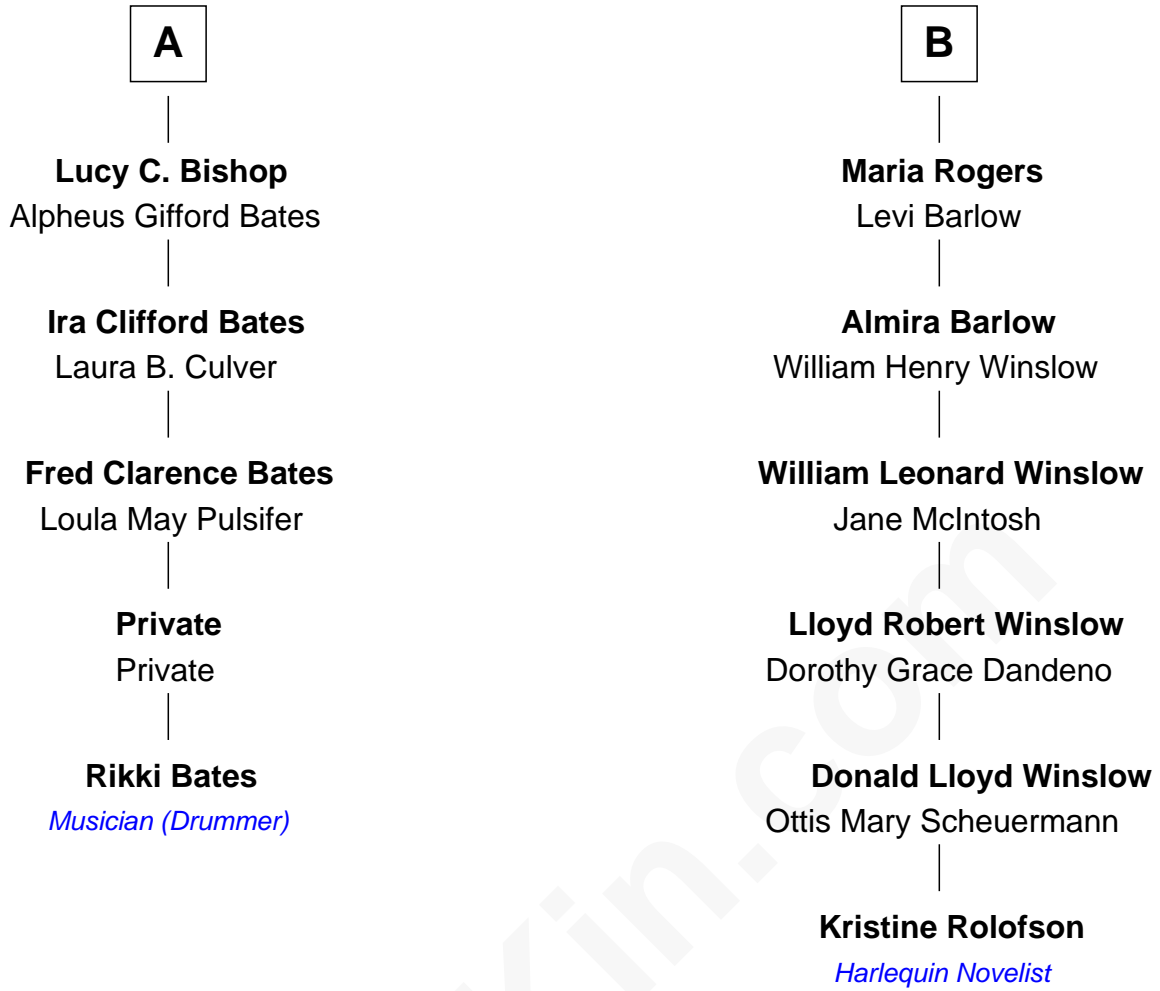 A
Lucy C. Bishop
Alpheus Gifford Bates
Ira Clifford Bates
Laura B. Culver
Fred Clarence Bates
Loula May Pulsifer
Private
Private
Rikki Bates
Musician (Drummer)
B
Maria Rogers
Levi Barlow
Almira Barlow
William Henry Winslow
William Leonard Winslow
Jane McIntosh
Lloyd Robert Winslow
Dorothy Grace Dandeno
Donald Lloyd Winslow
Ottis Mary Scheuermann
Kristine Rolofson
Harlequin Novelist
Kin.com